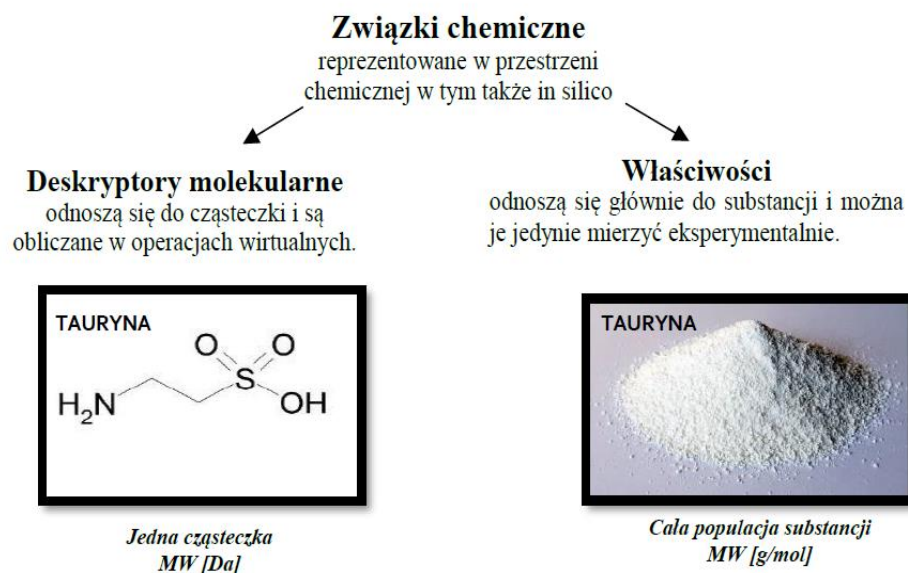 Związki chemiczne
reprezentowane w przestrzeni
chemicznej w tym także in silico
Deskryptory molekularne
odnoszą się do cząsteczki i są
obliczane w operacjach wirtualnych.
Właściwości
odnoszą się głównie do substancji i można
je jedynie mierzyć eksperymentalnie.
TAURYNA
O O
S
H₂N OH
Jedna cząsteczka
MW [Da]
TAURYNA
Cała populacja substancji
MW [g/mol]